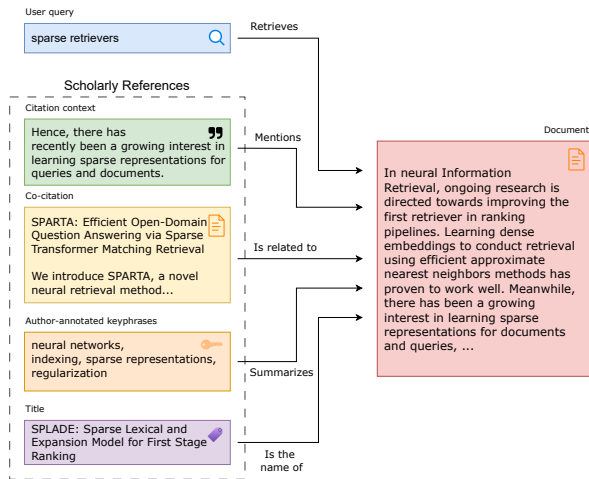 User query
sparse retrievers
Retrieves
Scholarly References
Citation context
Hence, there has
recently been a growing interest in
learning sparse representations for
queries and documents.
Mentions
Co-citation
SPARTA: Efficient Open-Domain
Question Answering via Sparse
Transformer Matching Retrieval
We introduce SPARTA, a novel
neural retrieval method...
Is related to
Author-annotated keyphrases
neural networks,
indexing, sparse representations,
regularization
Summarizes
Title
SPLADE: Sparse Lexical and
Expansion Model for First Stage
Ranking
Is the
name of
Document
In neural Information
Retrieval, ongoing research is
directed towards improving the
first retriever in ranking
pipelines. Learning dense
embeddings to conduct retrieval
using efficient approximate
nearest neighbors methods has
proven to work well. Meanwhile,
there has been a growing
interest in learning sparse
representations for documents
and queries, ...